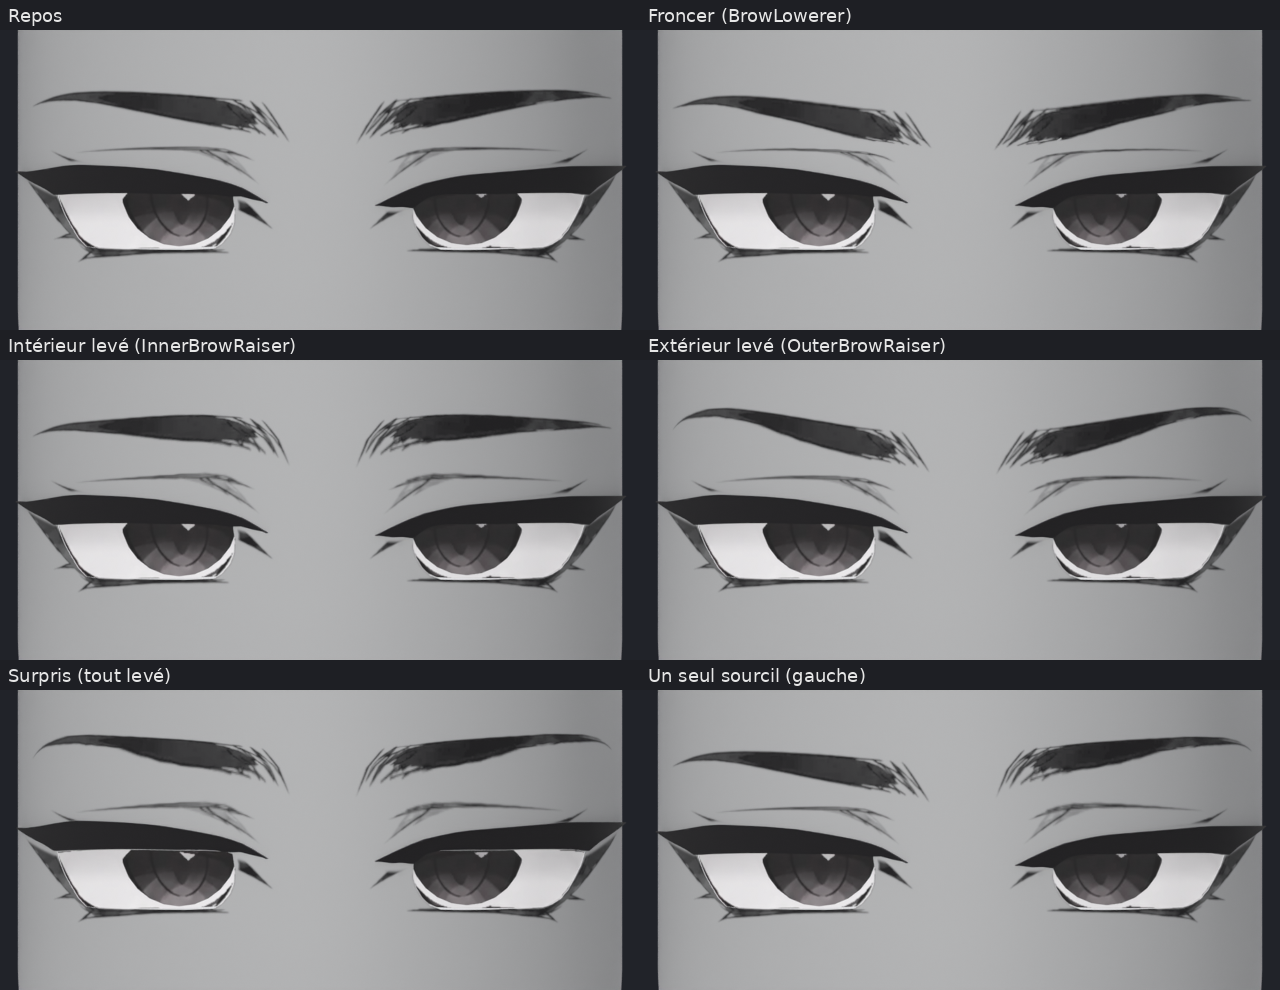 Repos
Froncer (BrowLowerer)
Intérieur levé (InnerBrowRaiser)
Extérieur levé (OuterBrowRaiser)
Surpris (tout levé)
Un seul sourcil (gauche)